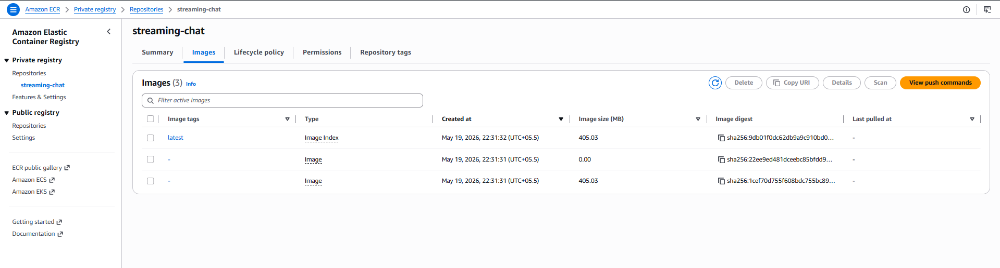 Amazon ECR > Private registry > Repositories > streaming-chat
Amazon Elastic
Container Registry
Private registry
Repositories
streaming-chat
Features & Settings
Public registry
Repositories
Settings
ECR public gallery
Amazon ECS
Amazon EKS
Getting started
Documentation
streaming-chat
Summary Images Lifecycle policy Permissions Repository tags
Images (3) Info
Delete Copy URI Details Scan View push commands
Filter active images
Image tags Type Created at Image size (MB) Image digest Last pulled at
latest Image Index May 19, 2026, 22:31:32 (UTC+05.5) 405.03 sha256:9db01f0dc62db9a9c910bd0... -
- Image May 19, 2026, 22:31:31 (UTC+05.5) 0.00 sha256:22ee9ed481dceebc85bfdd9... -
- Image May 19, 2026, 22:31:31 (UTC+05.5) 405.03 sha256:1cef70d755f608bdc755bc89... -